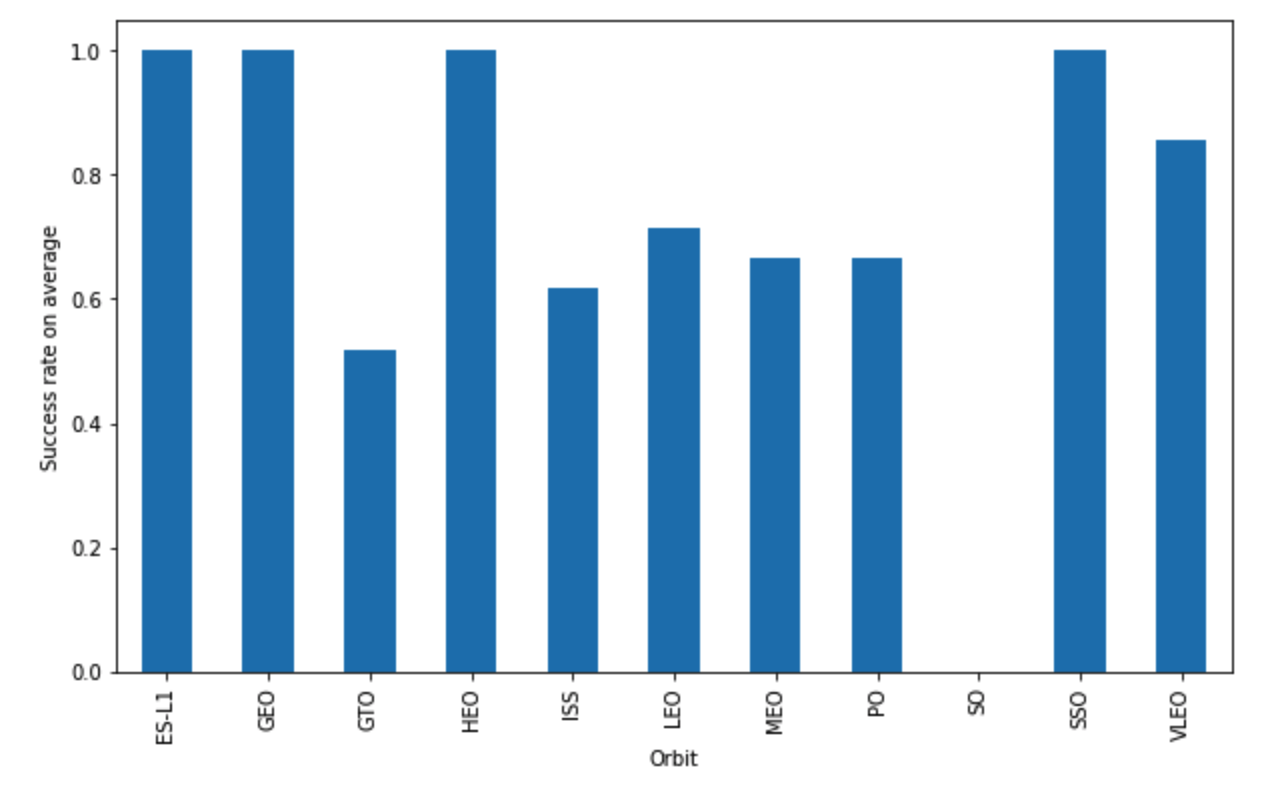 Success rate on average
1.0
0.8
0.6
0.4
0.2
0.0
ES-L1
GEO
GTO
HEO
ISS
LEO
MEO
PO
SO
SSO
VLEO
Orbit